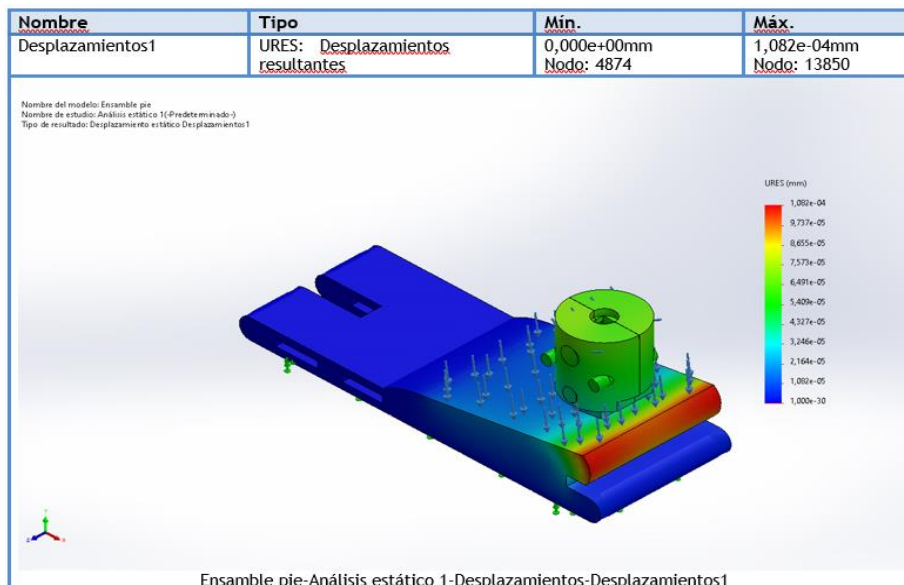 Nombre Tipo Mín. Máx.
Desplazamientos1 URES: Desplazamientos resultantes 0,000e+00mm Nodo: 4874 1,082e-04mm Nodo: 13850
Nombre del modelo: Ensamble pie
Nombre de estudio: Análisis estático 1(-Predeterminado-)
Tipo de resultado: Desplazamiento estático Desplazamientos1
URES (mm)
1,082e-04
9,737e-05
8,655e-05
7,573e-05
6,491e-05
5,409e-05
4,327e-05
3,246e-05
2,164e-05
1,082e-05
1,000e-30
Ensamble pie-Análisis estático 1-Desplazamientos-Desplazamientos1